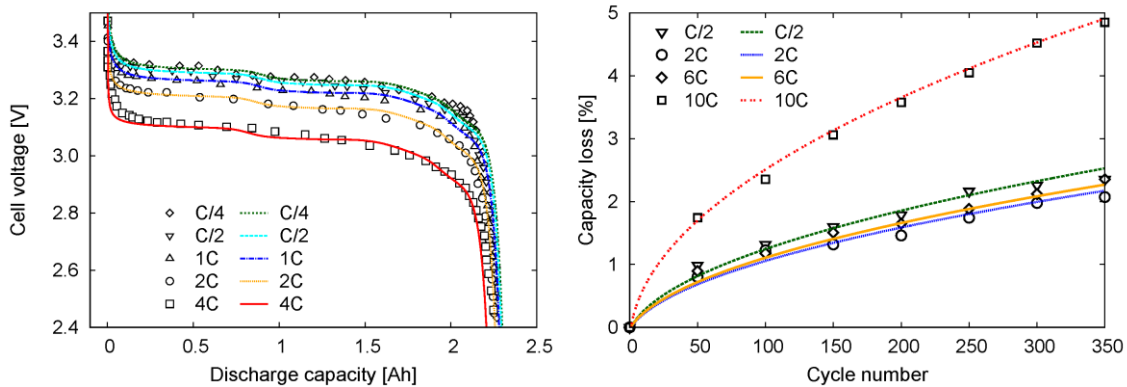 3.4
3.2
3.0
2.8
2.6
2.4
Cell voltage [V]
C/4 C/4
C/2 C/2
1C 1C
2C 2C
4C 4C
0 0.5 1 1.5 2 2.5
Discharge capacity [Ah]
5
4
3
2
1
0
Capacity loss [%]
C/2 C/2
2C 2C
6C 6C
10C 10C
0 50 100 150 200 250 300 350
Cycle number